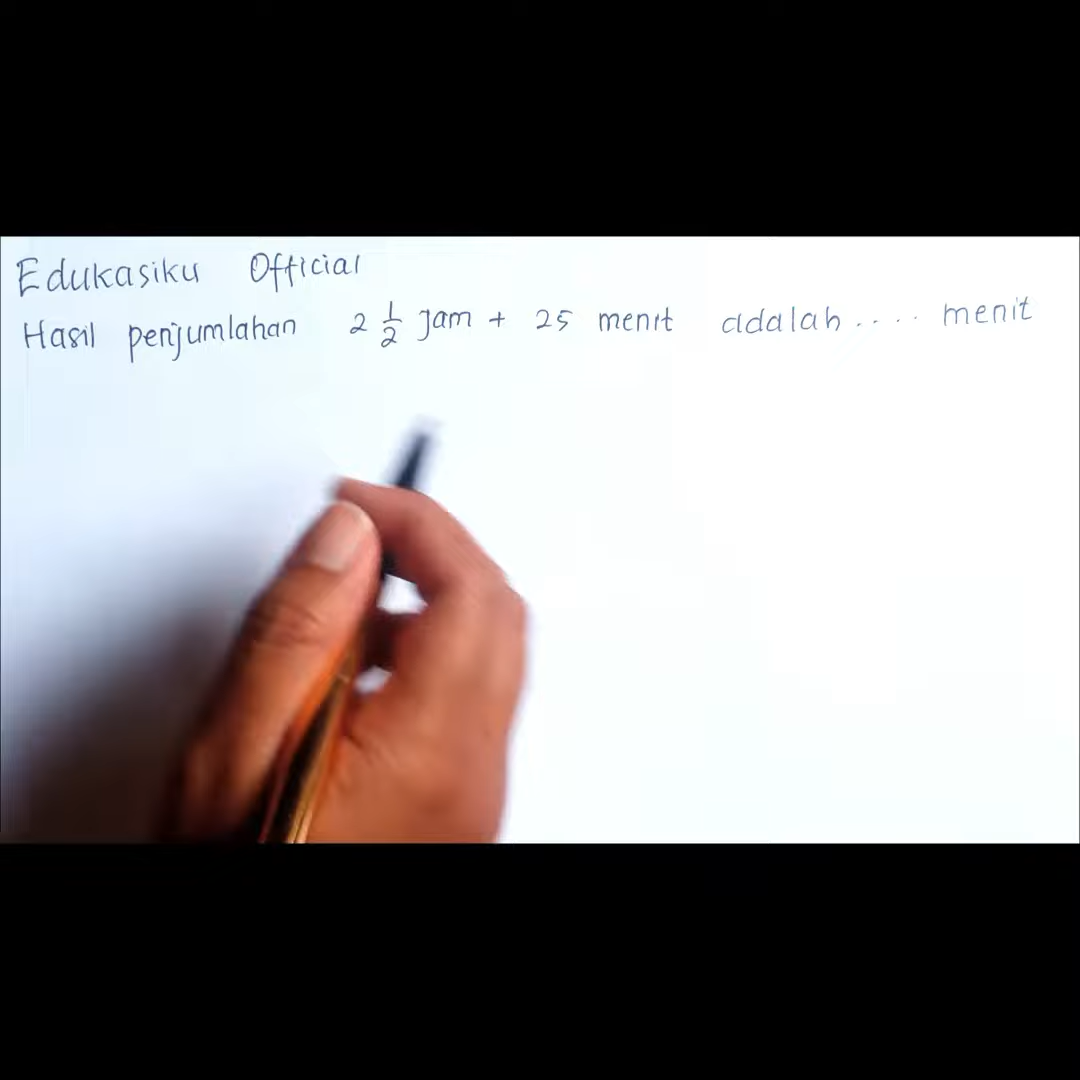 Edukasiku Official
Hasil penjumlahan 2 1/2 jam + 25 menit adalah .... menit